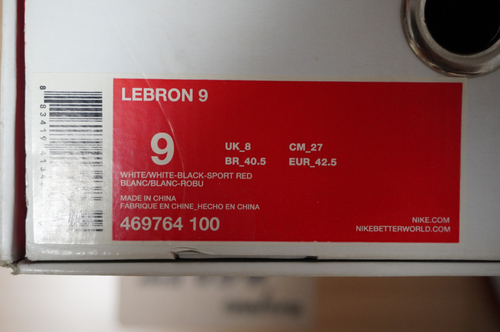 LEBRON 9
9
UK_8 CM_27
BR_40.5 EUR_42.5
WHITE/WHITE-BLACK-SPORT RED
BLANC/BLANC-ROBU
MADE IN CHINA
FABRIQUE EN CHINE_HECHO EN CHINA
469764 100
NIKE.COM
NIKEBETTERWORLD.COM